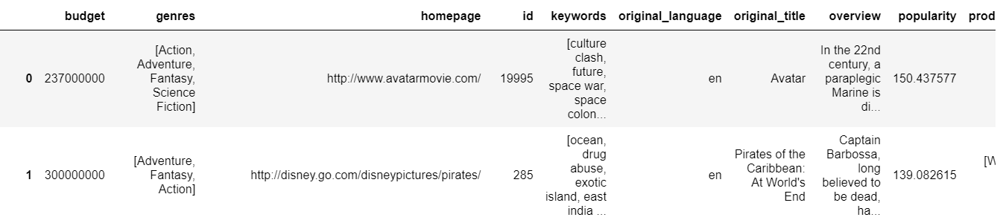 budget genres homepage id keywords original_language original_title overview popularity prod
0 237000000 [Action, Adventure, Fantasy, Science Fiction] http://www.avatarmovie.com/ 19995 [culture clash, future, space war, space colon... en Avatar In the 22nd century, a paraplegic Marine is di... 150.437577
1 300000000 [Adventure, Fantasy, Action] http://disney.go.com/disneypictures/pirates/ 285 [ocean, drug abuse, exotic island, east india ... en Pirates of the Caribbean: At World's End Captain Barbossa, long believed to be dead, ha... 139.082615 [W